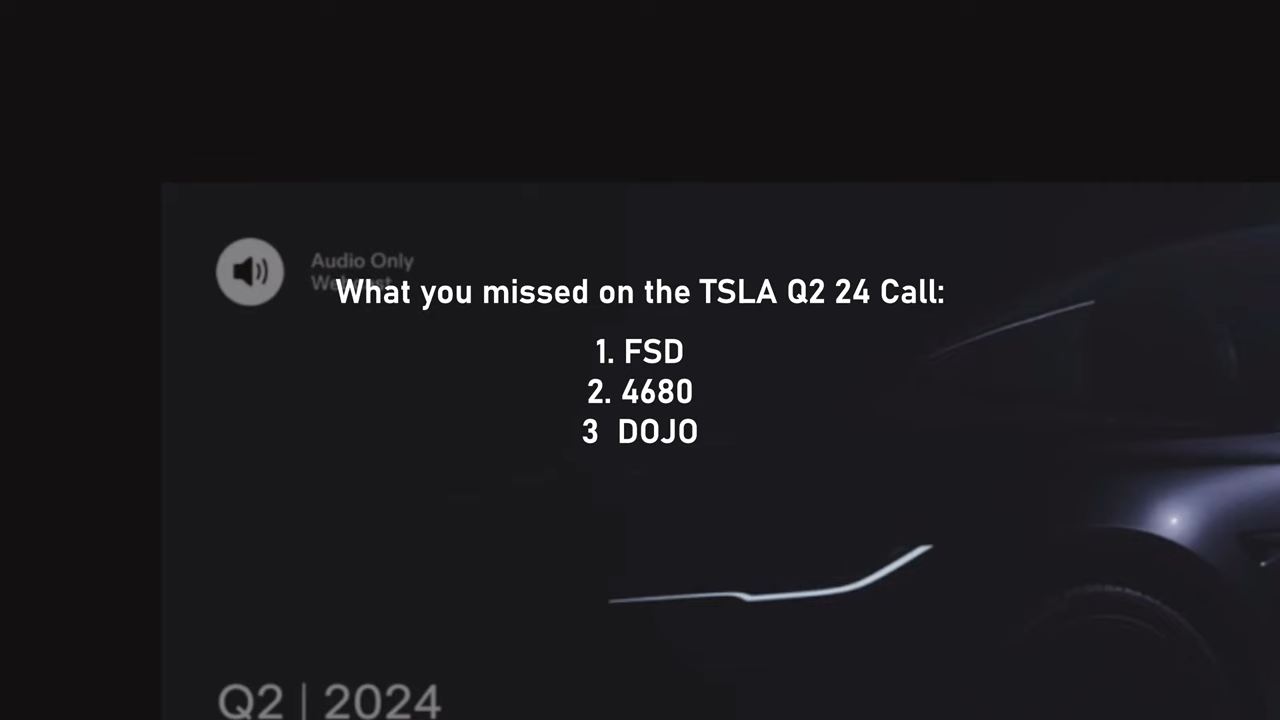 Audio Only
What you missed on the TSLA Q2 24 Call:
1. FSD
2. 4680
3 DOJO
Q2 | 2024